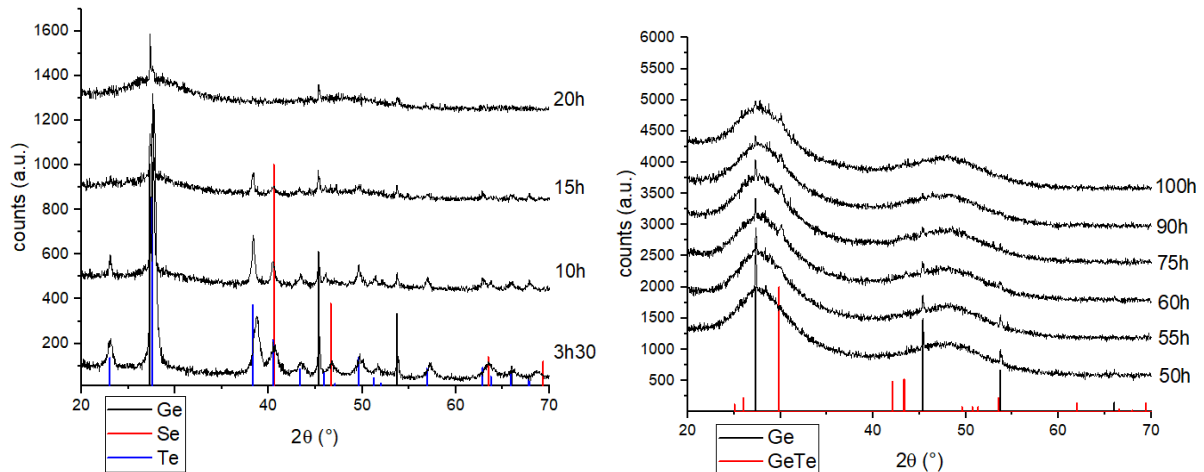 1600
1400
1200
1000
800
600
400
200
counts (a.u.)
20h
15h
10h
3h30
20 30 40 50 60 70
2θ (°)
Ge
Se
Te
6000
5500
5000
4500
4000
3500
3000
2500
2000
1500
1000
500
counts (a.u.)
100h
90h
75h
60h
55h
50h
20 30 40 50 60 70
2θ (°)
Ge
GeTe